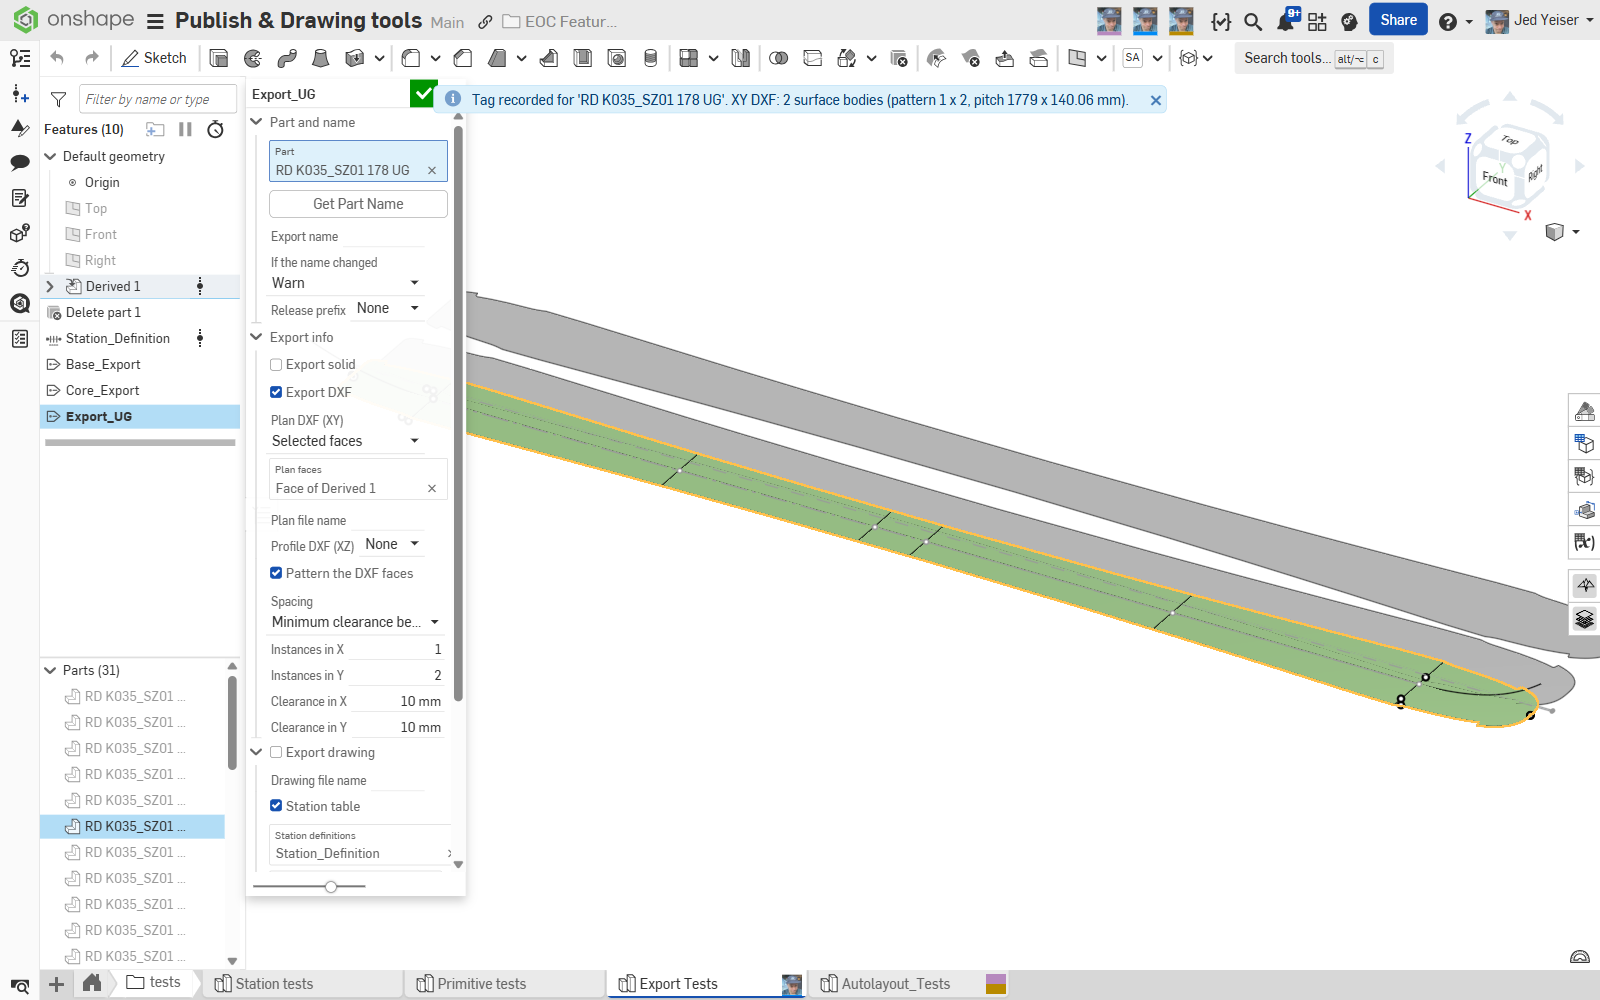 onshape
Publish & Drawing tools
Main
EOC Featur...
9+
Share
Jed Yeiser
Sketch
SA
Search tools...
alt/⌥
c
Filter by name or type
Features (10)
Default geometry
Origin
Top
Front
Right
Derived 1
Delete part 1
Station_Definition
Base_Export
Core_Export
Export_UG
Parts (31)
RD K035_SZ01 ...
RD K035_SZ01 ...
RD K035_SZ01 ...
RD K035_SZ01 ...
RD K035_SZ01 ...
RD K035_SZ01 ...
RD K035_SZ01 ...
RD K035_SZ01 ...
RD K035_SZ01 ...
RD K035_SZ01 ...
RD K035_SZ01 ...
Export_UG
Part and name
Part
RD K035_SZ01 178 UG
Get Part Name
Export name
If the name changed
Warn
Release prefix
None
Export info
Export solid
Export DXF
Plan DXF (XY)
Selected faces
Plan faces
Face of Derived 1
Plan file name
Profile DXF (XZ)
None
Pattern the DXF faces
Spacing
Minimum clearance be...
Instances in X
1
Instances in Y
2
Clearance in X
10 mm
Clearance in Y
10 mm
Export drawing
Drawing file name
Station table
Station definitions
Station_Definition
Tag recorded for 'RD K035_SZ01 178 UG'. XY DXF: 2 surface bodies (pattern 1 x 2, pitch 1779 x 140.06 mm).
Z
Top
Y
Front
Right
X
tests
Station tests
Primitive tests
Export Tests
Autolayout_Tests